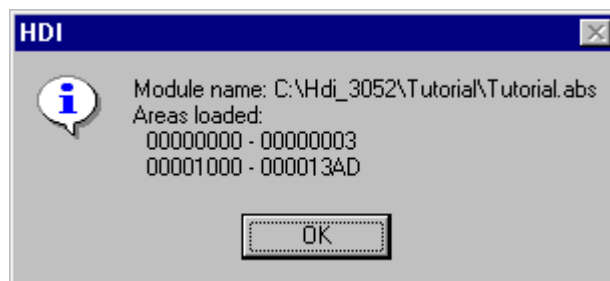 HDI
Module name: C:\Hdi_3052\Tutorial\Tutorial.abs
Areas loaded:
00000000 - 00000003
00001000 - 000013AD
OK